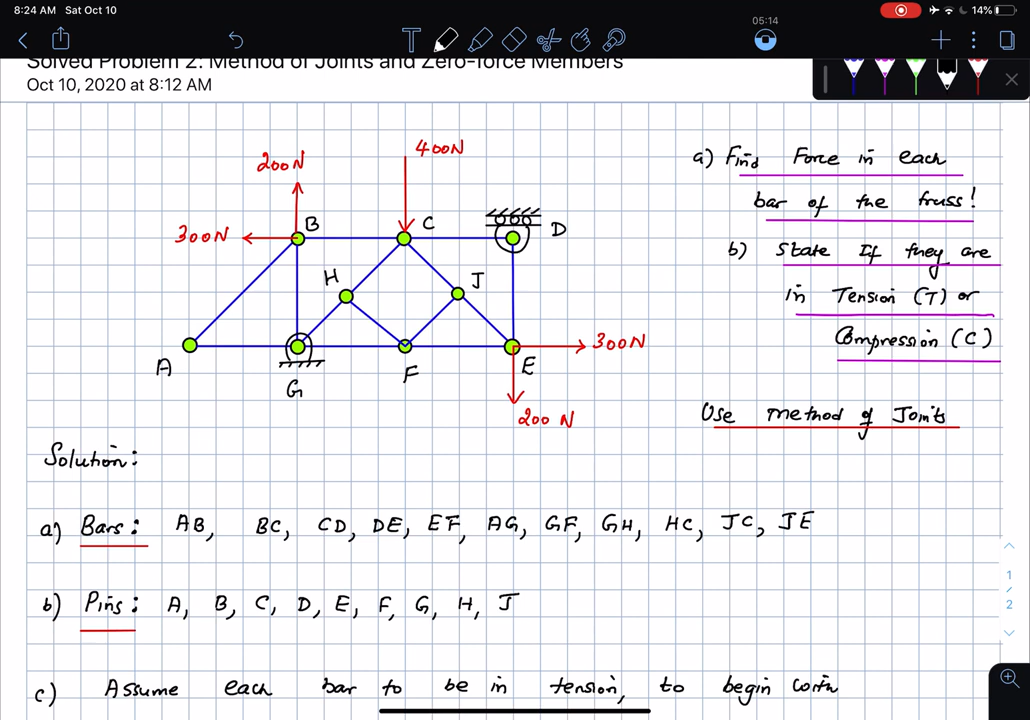 8:24 AM Sat Oct 10
05:14
14%
T
Solved Problem 2: Method of Joints and Zero-force Members
Oct 10, 2020 at 8:12 AM
400N
200N
300N
B
C
D
H
J
A
G
F
E
300N
200 N
a) Find Force in each
bar of the truss!
b) State If they are
in Tension (T) or
Compression (C)
Use method of Joints
Solution:
a) Bars: AB, BC, CD, DE, EF, AG, GF, GH, HC, JC, JE
b) Pins: A, B, C, D, E, F, G, H, J
c) Assume each bar to be in tension, to begin with
1
2